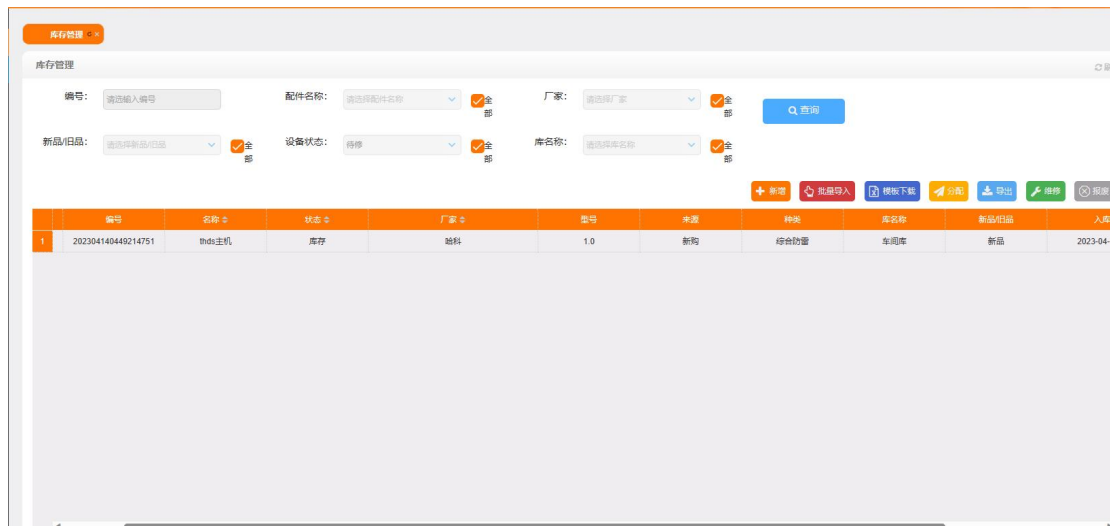 库存管理
库存管理
编号： 请选输入编号 配件名称： 请选择配件名称 全部 厂家： 请选择厂家 全部 查询
新品/旧品： 请选择新品/旧品 全部 设备状态： 待修 全部 库名称： 请选择库名称 全部
新增 批量导入 模板下载 分配 导出 维修 报废
编号 名称 状态 厂家 型号 来源 种类 库名称 新品/旧品 入库
1 202304140449214751 thds主机 库存 哈科 1.0 新购 综合防雷 车间库 新品 2023-04-